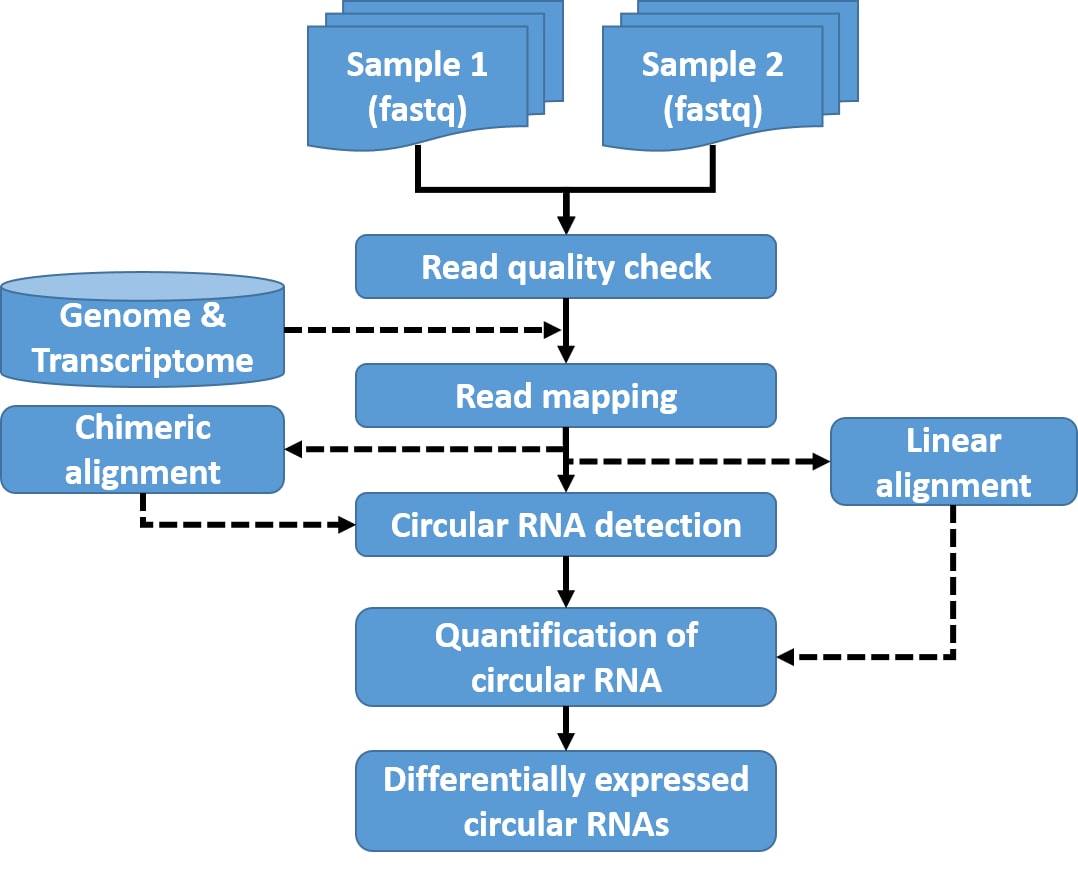 Sample 1
(fastq)
Sample 2
(fastq)
Read quality check
Genome &
Transcriptome
Read mapping
Chimeric
alignment
Linear
alignment
Circular RNA detection
Quantification of
circular RNA
Differentially expressed
circular RNAs